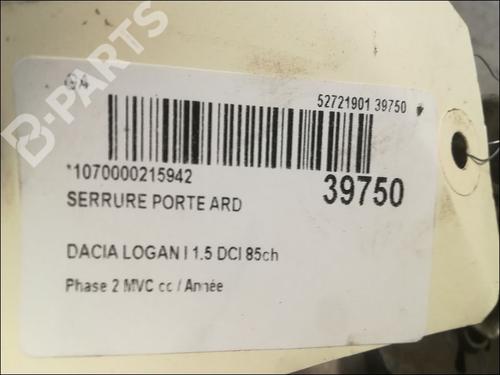 B-PARTS
52721901 39750
*1070000215942
39750
SERRURE PORTE ARD
DACIA LOGAN I 1.5 DCI 85ch
Phase 2 MVC cc / Année